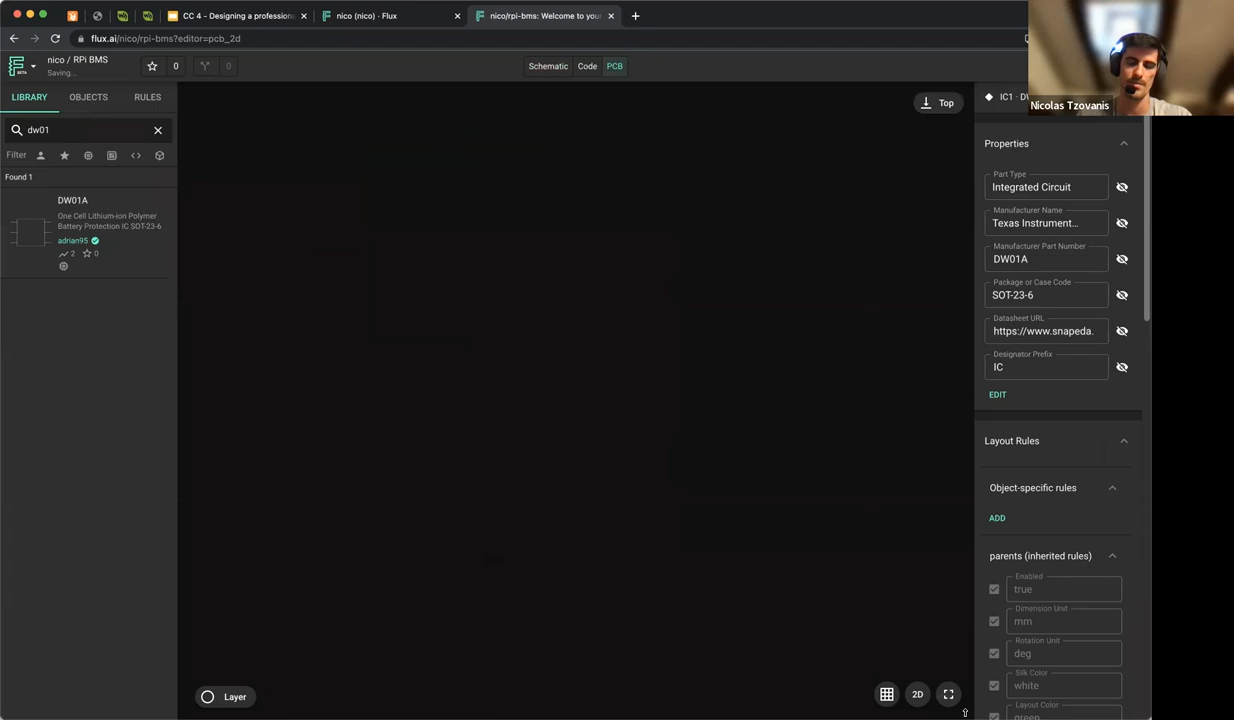 CC 4 - Designing a professiona
nico (nico) · Flux
nico/rpi-bms: Welcome to your
flux.ai/nico/rpi-bms?editor=pcb_2d
nico / RPi BMS
Saving...
BETA
0
0
Schematic
Code
PCB
Nicolas Tzovanis
LIBRARY
OBJECTS
RULES
dw01
Filter
Found 1
DW01A
One Cell Lithium-ion Polymer
Battery Protection IC SOT-23-6
adrian95
2
0
Top
Layer
2D
IC1 · DW
Properties
Part Type
Integrated Circuit
Manufacturer Name
Texas Instrument...
Manufacturer Part Number
DW01A
Package or Case Code
SOT-23-6
Datasheet URL
https://www.snapeda.
Designator Prefix
IC
EDIT
Layout Rules
Object-specific rules
ADD
parents (inherited rules)
Enabled
true
Dimension Unit
mm
Rotation Unit
deg
Silk Color
white
Layout Color
green